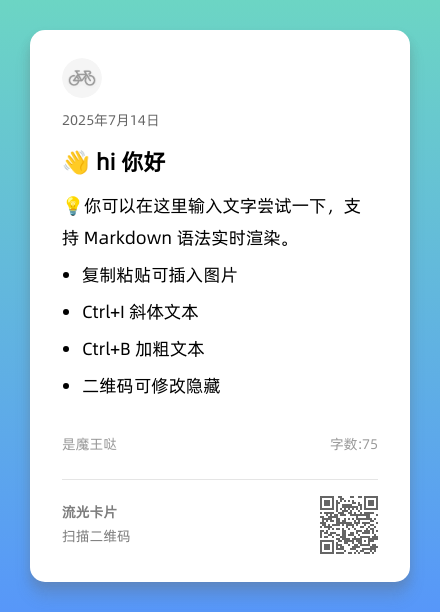 2025年7月14日
👋 hi 你好
💡你可以在这里输入文字尝试一下，支
持 Markdown 语法实时渲染。
• 复制粘贴可插入图片
• Ctrl+I 斜体文本
• Ctrl+B 加粗文本
• 二维码可修改隐藏
是魔王哒 字数:75
流光卡片
扫描二维码